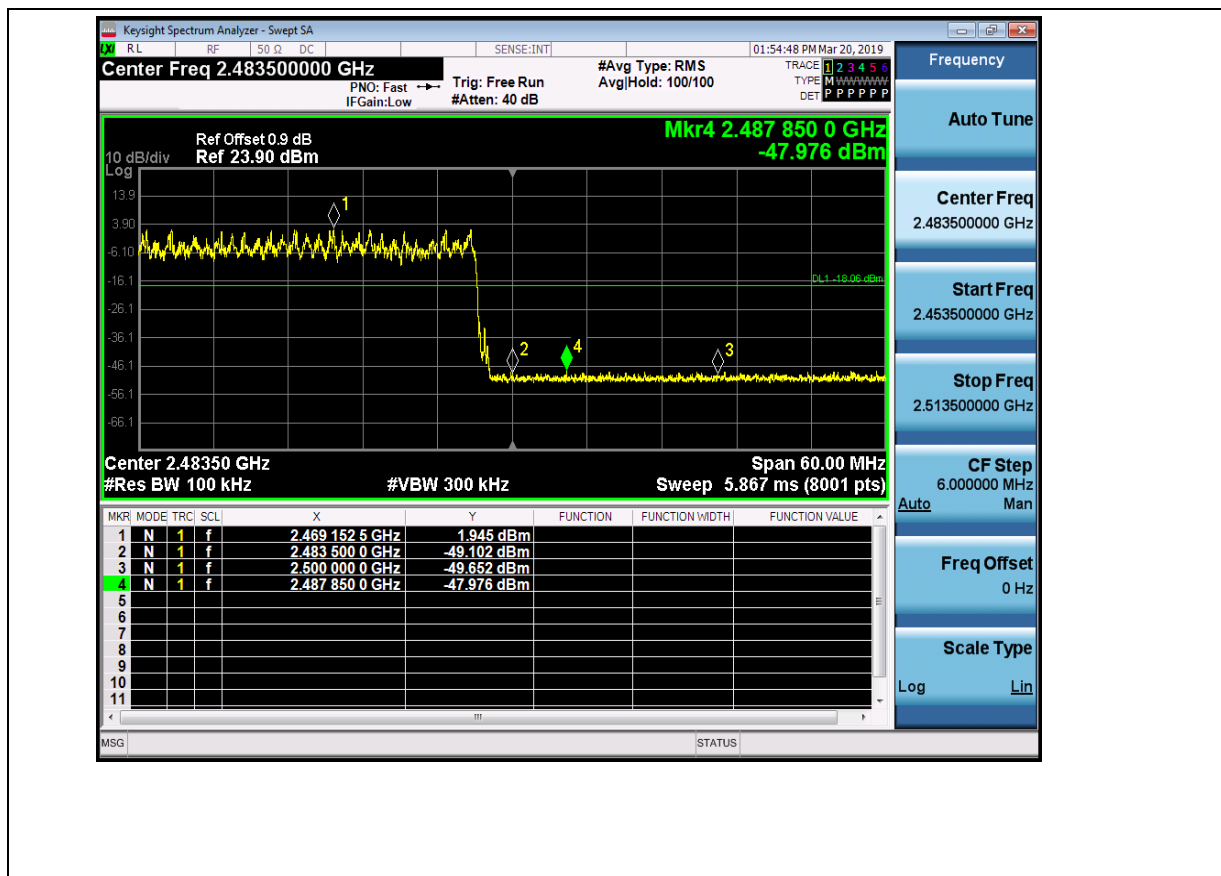 Keysight Spectrum Analyzer - Swept SA
LXI RL RF 50 Ω DC SENSE:INT 01:54:48 PM Mar 20, 2019
Center Freq 2.483500000 GHz
PNO: Fast
IFGain:Low
Trig: Free Run
#Atten: 40 dB
#Avg Type: RMS
Avg|Hold: 100/100
TRACE 1 2 3 4 5 6
TYPE M W W W W W
DET P P P P P P
Mkr4 2.487 850 0 GHz
-47.976 dBm
Ref Offset 0.9 dB
10 dB/div Ref 23.90 dBm
Log
13.9
3.90
-6.10
-16.1
-26.1
-36.1
-46.1
-56.1
-66.1
1
2
4
3
DL1 -18.06 dBm
Center 2.48350 GHz Span 60.00 MHz
#Res BW 100 kHz #VBW 300 kHz Sweep 5.867 ms (8001 pts)
MKR MODE TRC SCL X Y FUNCTION FUNCTION WIDTH FUNCTION VALUE
1 N 1 f 2.469 152 5 GHz 1.945 dBm
2 N 1 f 2.483 500 0 GHz -49.102 dBm
3 N 1 f 2.500 000 0 GHz -49.652 dBm
4 N 1 f 2.487 850 0 GHz -47.976 dBm
5
6
7
8
9
10
11
MSG STATUS
Frequency
Auto Tune
Center Freq
2.483500000 GHz
Start Freq
2.453500000 GHz
Stop Freq
2.513500000 GHz
CF Step
6.000000 MHz
Auto Man
Freq Offset
0 Hz
Scale Type
Log Lin